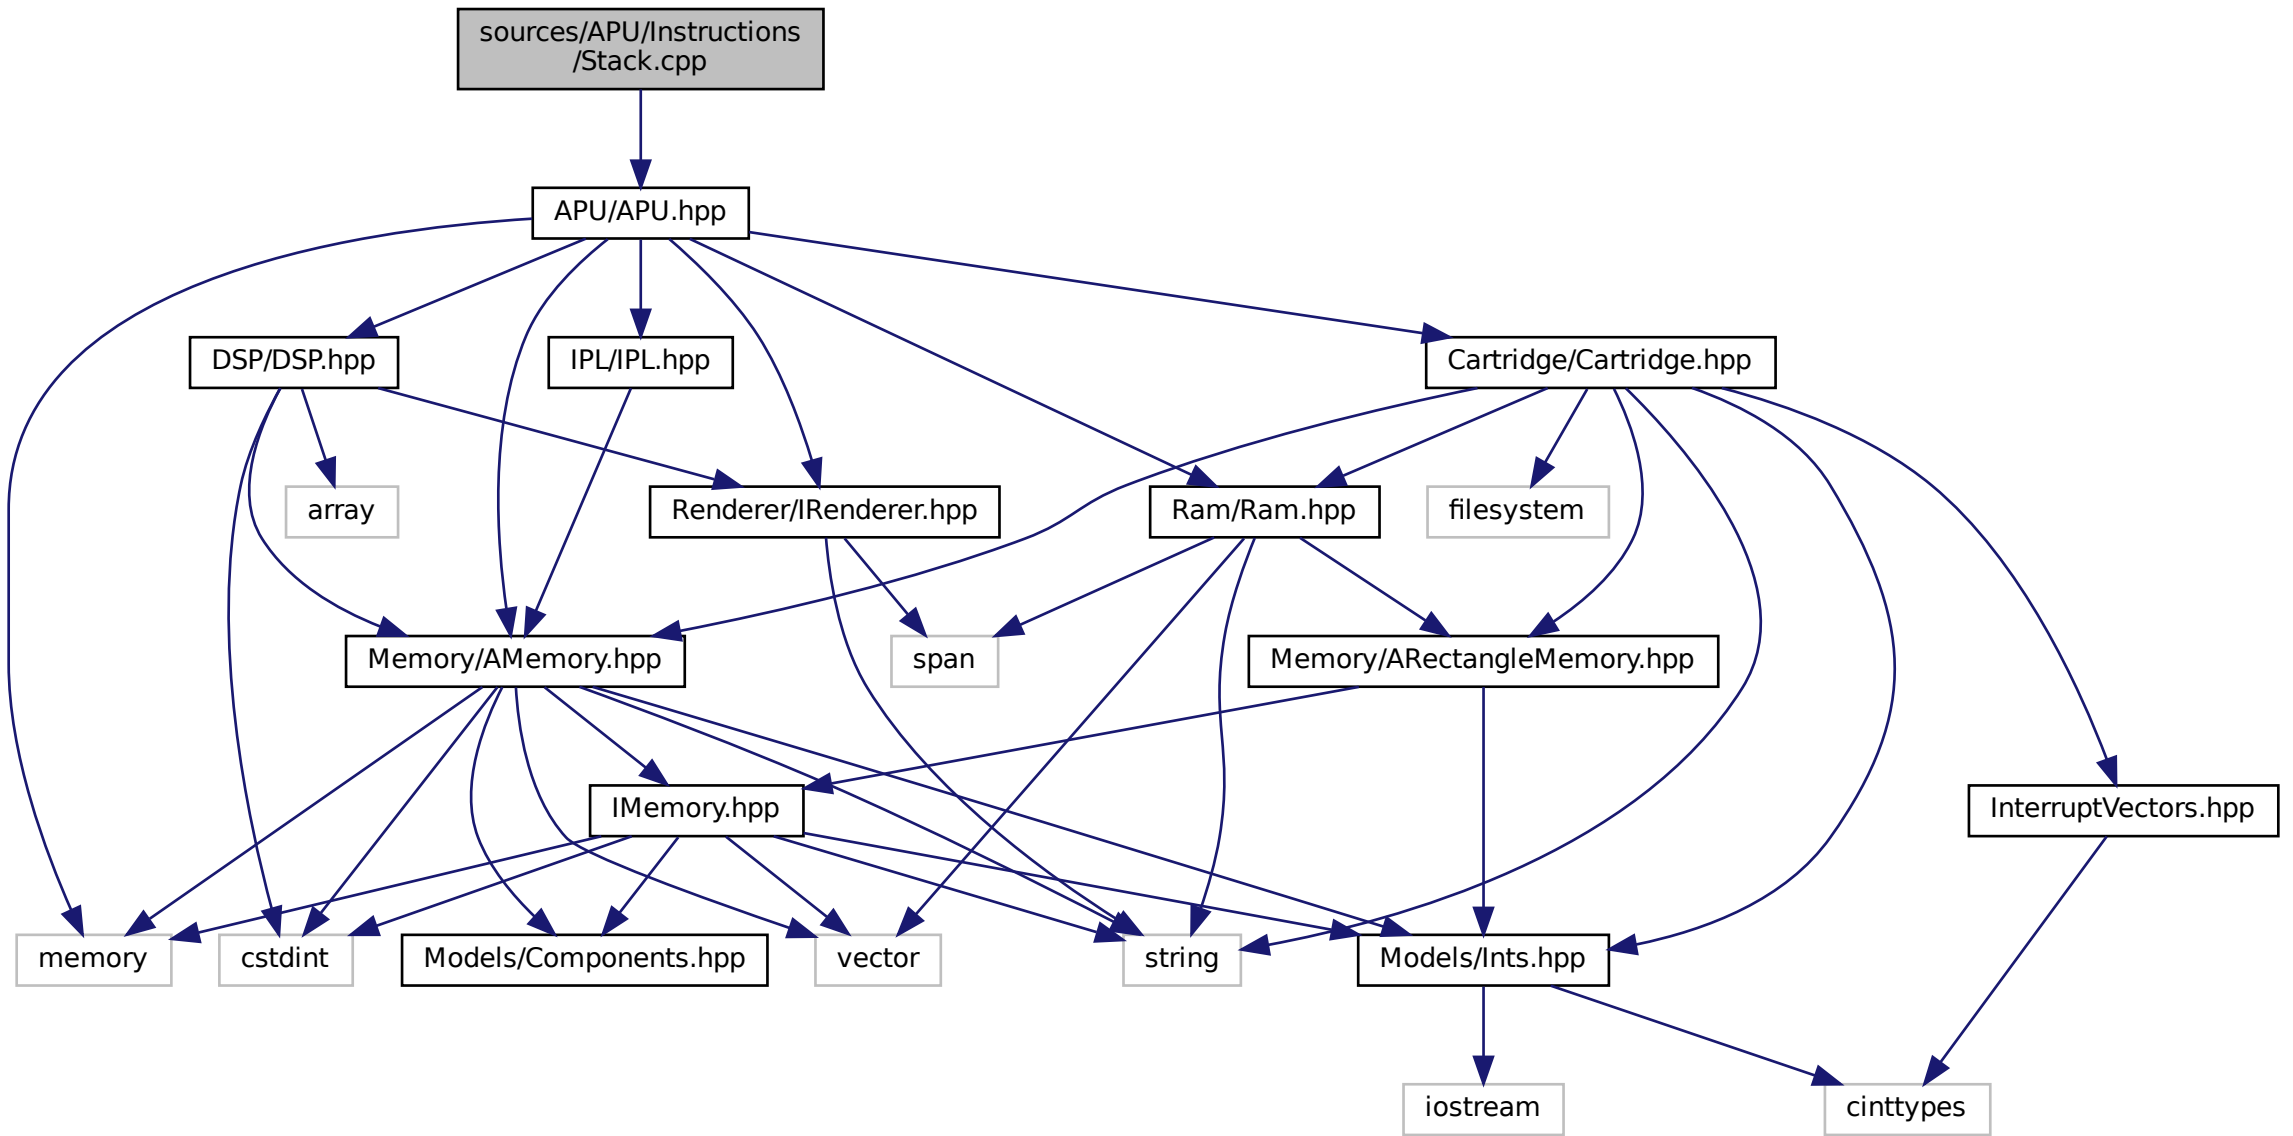 sources/APU/Instructions
/Stack.cpp
APU/APU.hpp
DSP/DSP.hpp
IPL/IPL.hpp
Cartridge/Cartridge.hpp
array
Renderer/IRenderer.hpp
Ram/Ram.hpp
filesystem
Memory/AMemory.hpp
span
Memory/ARectangleMemory.hpp
IMemory.hpp
InterruptVectors.hpp
memory
cstdint
Models/Components.hpp
vector
string
Models/Ints.hpp
iostream
cinttypes